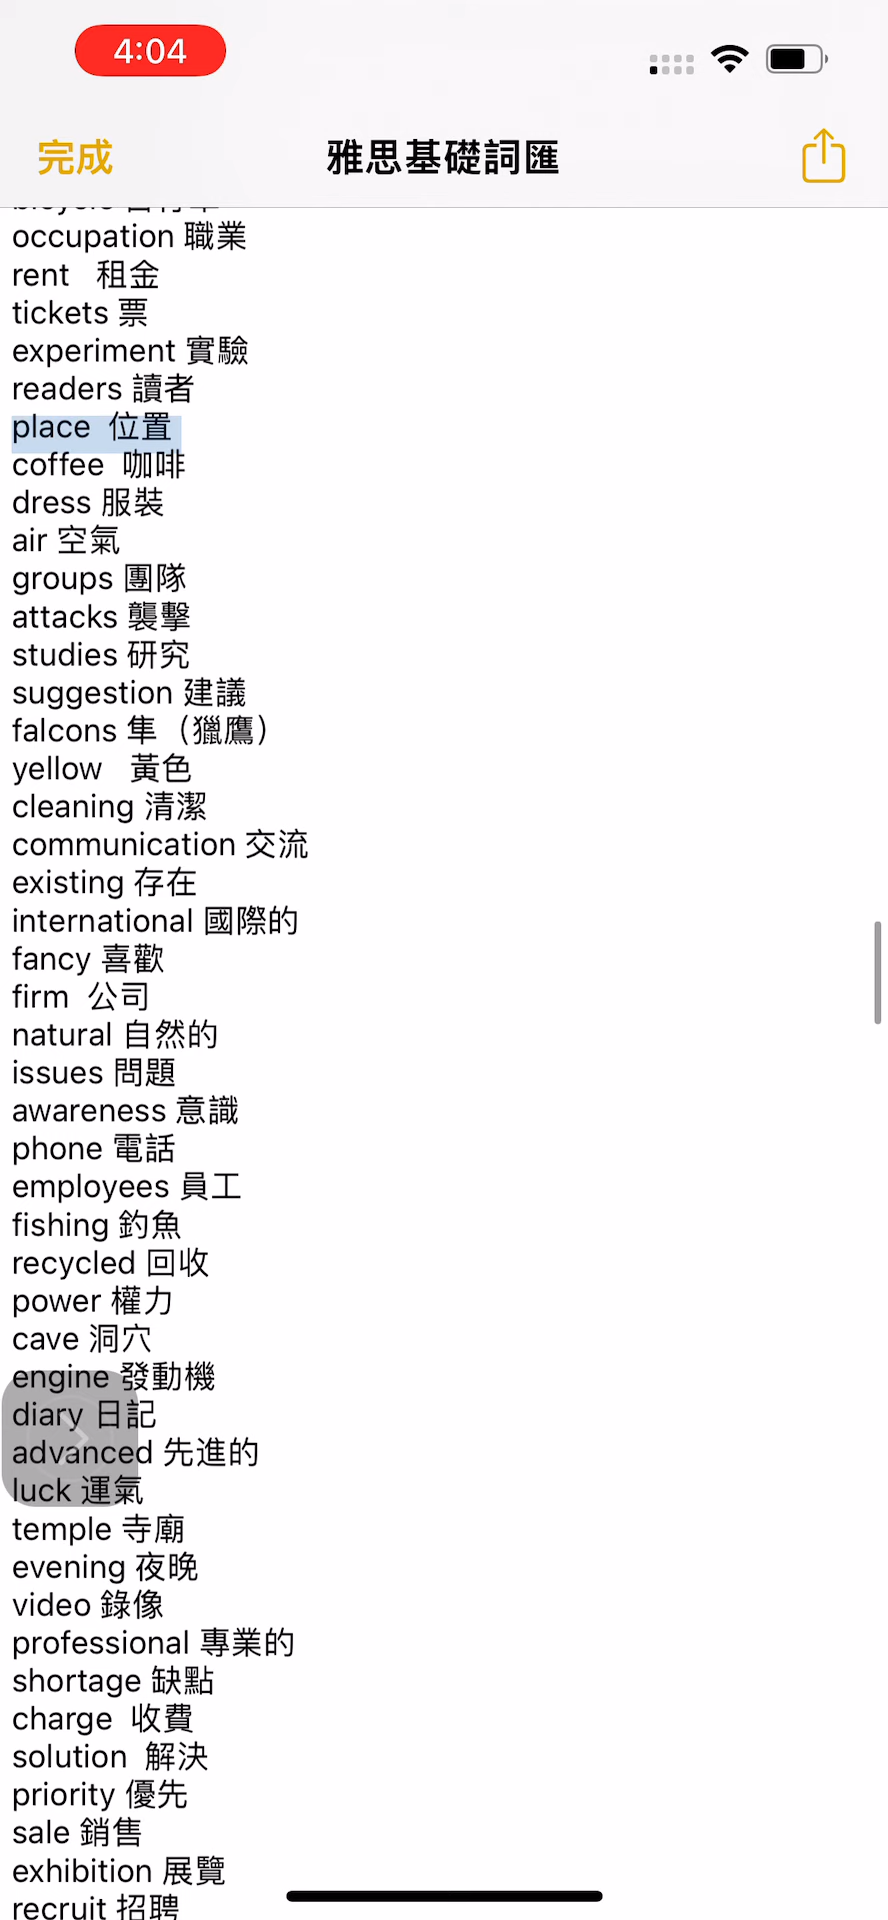 4:04
完成
雅思基礎詞匯
occupation 職業
rent 租金
tickets 票
experiment 實驗
readers 讀者
place 位置
coffee 咖啡
dress 服裝
air 空氣
groups 團隊
attacks 襲擊
studies 研究
suggestion 建議
falcons 隼（獵鷹）
yellow 黃色
cleaning 清潔
communication 交流
existing 存在
international 國際的
fancy 喜歡
firm 公司
natural 自然的
issues 問題
awareness 意識
phone 電話
employees 員工
fishing 釣魚
recycled 回收
power 權力
cave 洞穴
engine 發動機
diary 日記
advanced 先進的
luck 運氣
temple 寺廟
evening 夜晚
video 錄像
professional 專業的
shortage 缺點
charge 收費
solution 解決
priority 優先
sale 銷售
exhibition 展覽
recruit 招聘